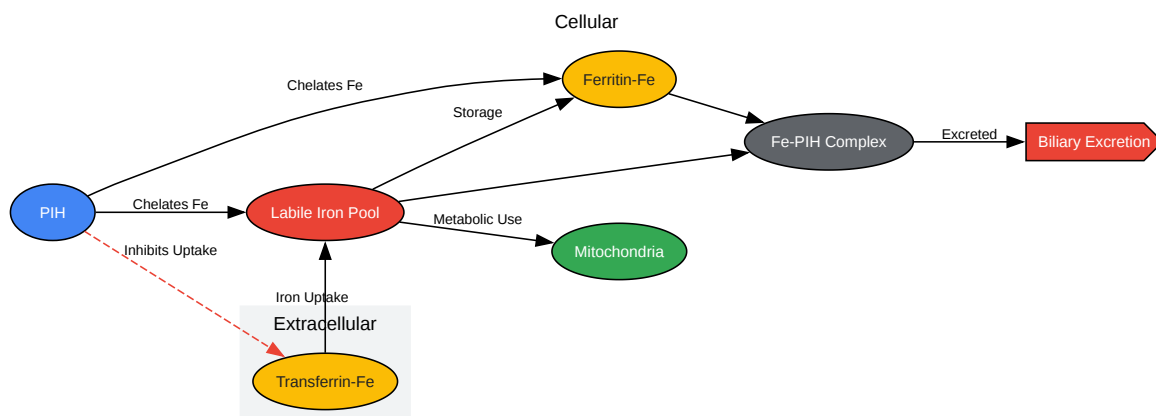 Cellular
Chelates Fe
Ferritin-Fe
Storage
Fe-PIH Complex
Excreted
Biliary Excretion
PIH
Chelates Fe
Labile Iron Pool
Metabolic Use
Inhibits Uptake
Mitochondria
Iron Uptake
Extracellular
Transferrin-Fe